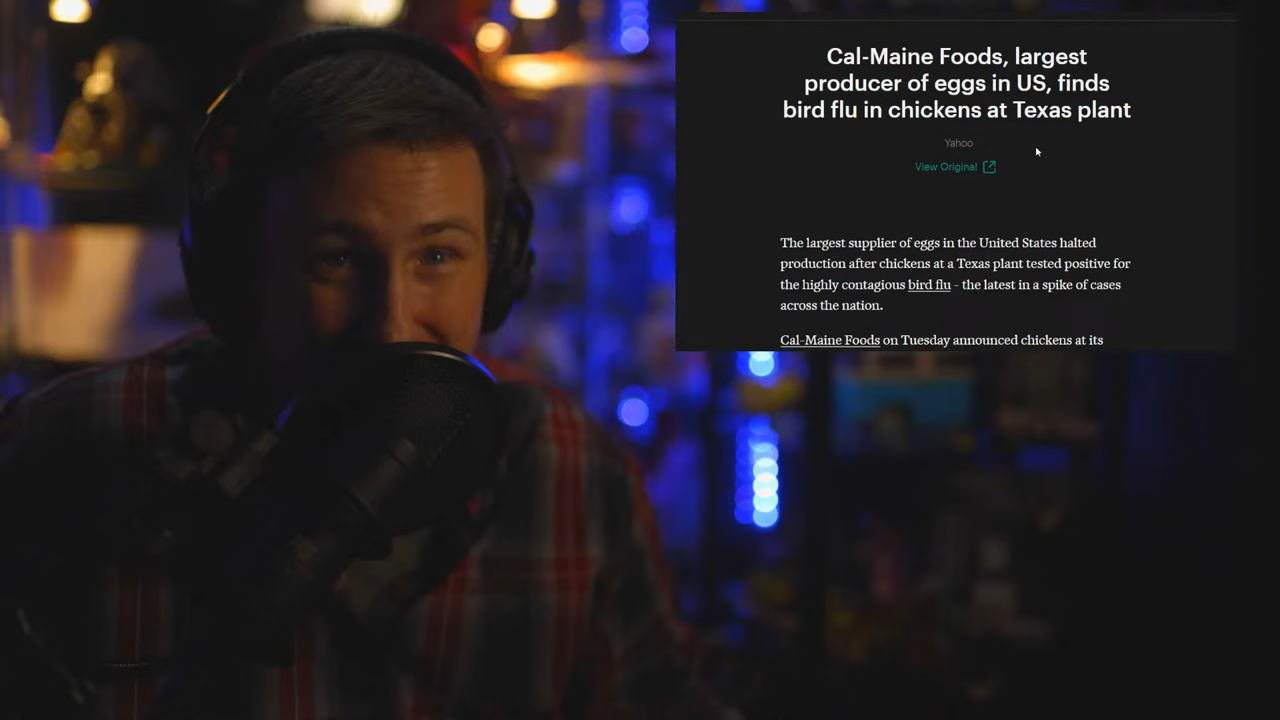 Cal-Maine Foods, largest
producer of eggs in US, finds
bird flu in chickens at Texas plant
Yahoo
View Original
The largest supplier of eggs in the United States halted
production after chickens at a Texas plant tested positive for
the highly contagious bird flu - the latest in a spike of cases
across the nation.
Cal-Maine Foods on Tuesday announced chickens at its